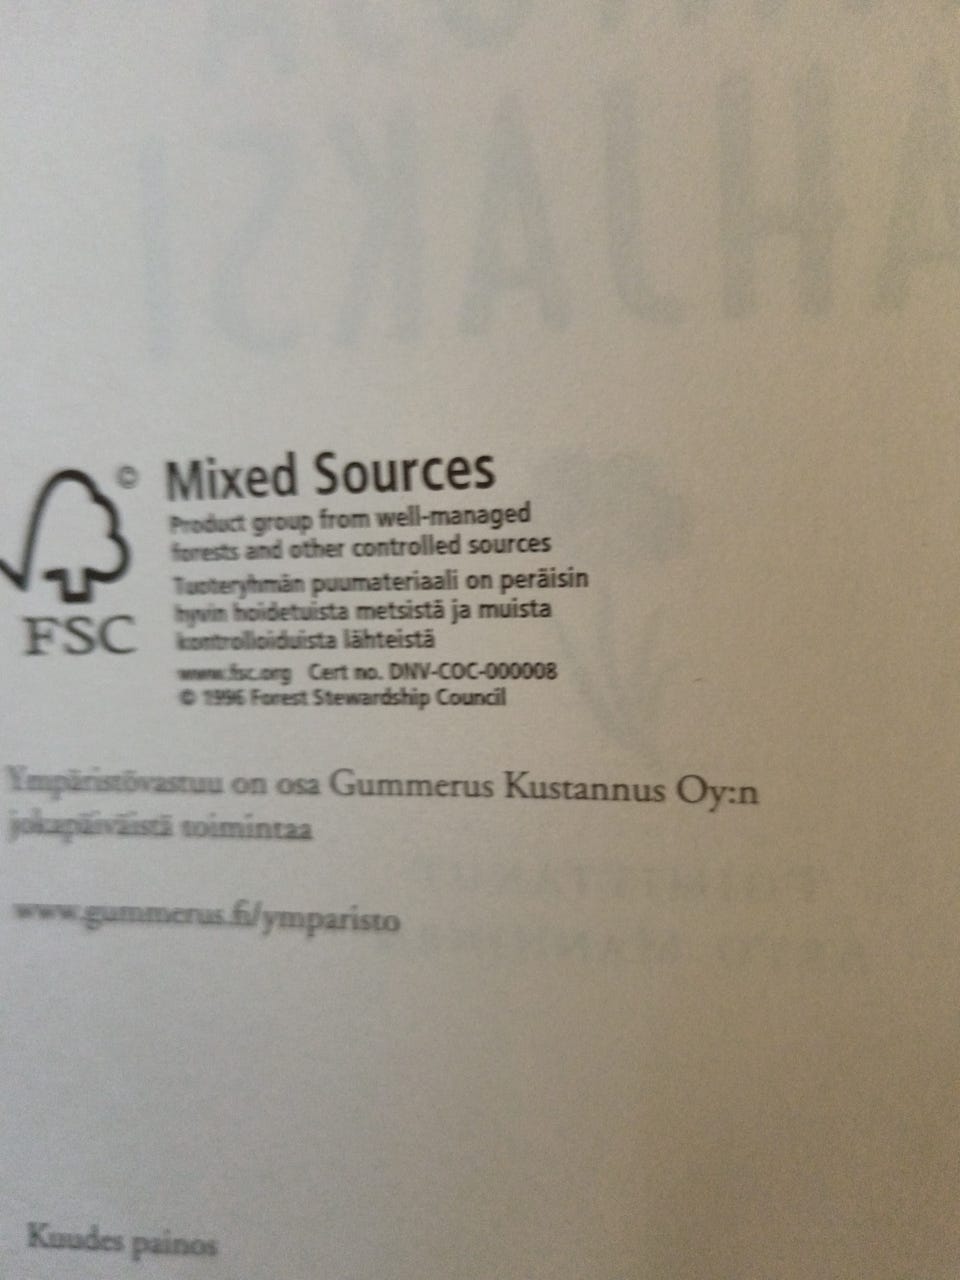 © Mixed Sources
Product group from well-managed
forests and other controlled sources
Tuoteryhmän puumateriaali on peräisin
hyvin hoidetuista metsistä ja muista
kontrolloiduista lähteistä
www.fsc.org Cert no. DNV-COC-000008
© 1996 Forest Stewardship Council
FSC
Ympäristövastuu on osa Gummerus Kustannus Oy:n
jokapäiväistä toimintaa
www.gummerus.fi/ymparisto
Kuudes painos